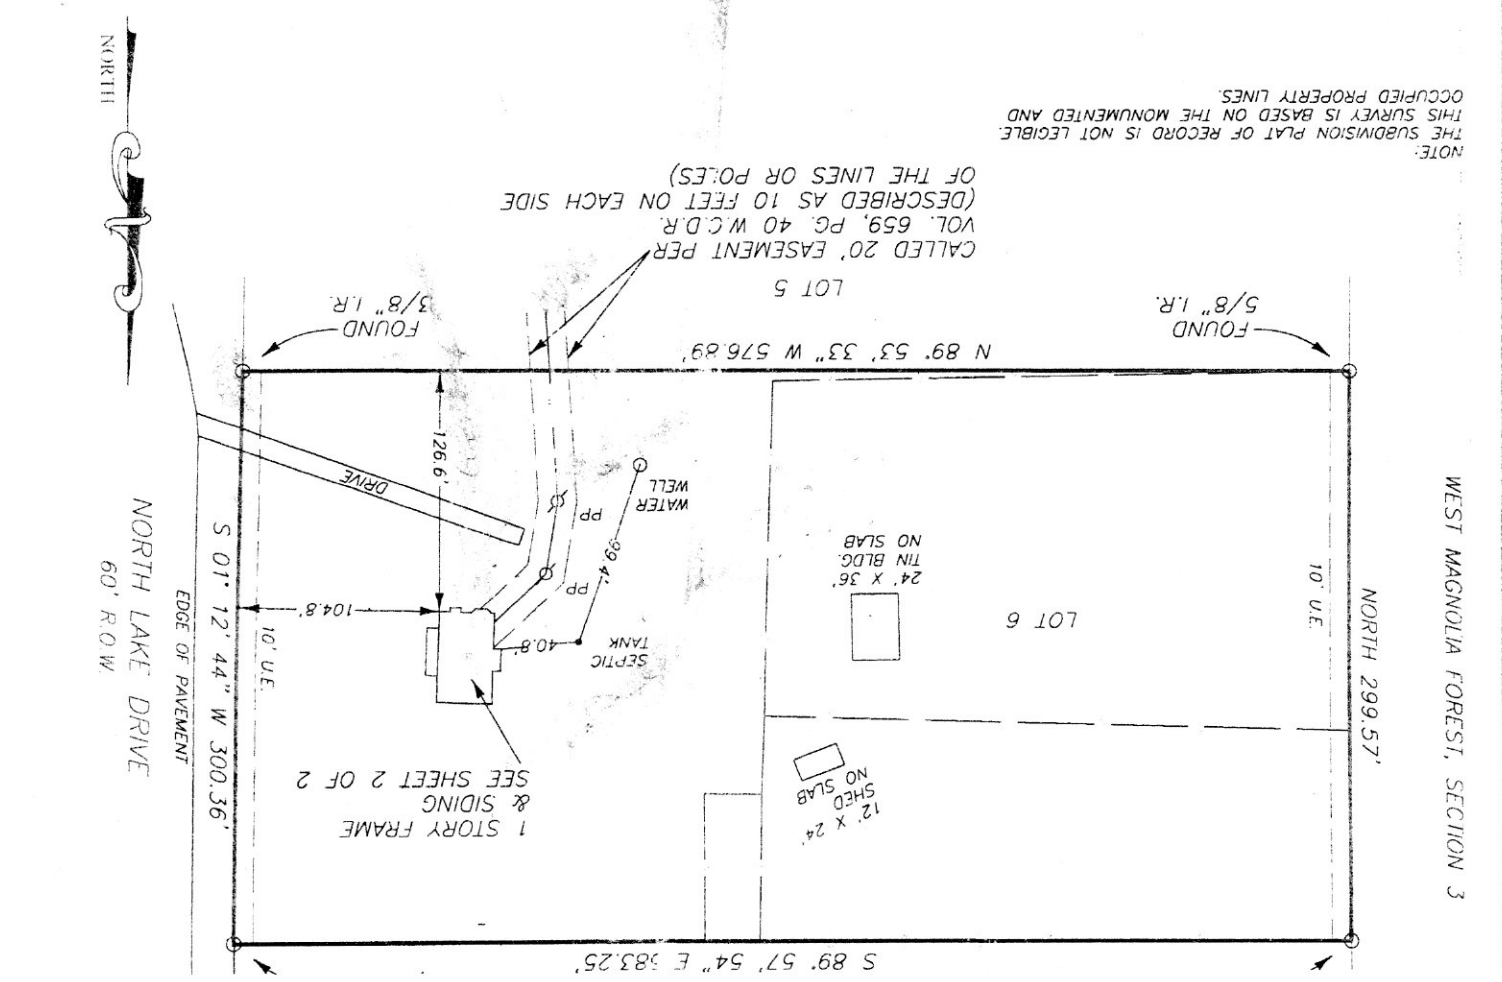 NORTH
NOTE:
THE SUBDIVISION PLAT OF RECORD IS NOT LEGIBLE.
THIS SURVEY IS BASED ON THE MONUMENTED AND
OCCUPIED PROPERTY LINES.
CALLED 20' EASEMENT PER
VOL. 659, PG. 40 W.C.D.R.
(DESCRIBED AS 10 FEET ON EACH SIDE
OF THE LINES OR POLES)
LOT 5
FOUND
3/8" I.R.
FOUND
5/8" I.R.
N 89° 53' 33" W 576.89'
126.6'
DRIVE
WATER
WELL
PP
PP
99.4'
SEPTIC
TANK
40.8'
104.8'
24' X 36'
TIN BLDG.
NO SLAB
LOT 6
10' U.E.
10' U.E.
NORTH 299.57'
WEST MAGNOLIA FOREST, SECTION 3
S 01° 12' 44" W 300.36'
EDGE OF PAVEMENT
NORTH LAKE DRIVE
60' R.O.W.
1 STORY FRAME
& SIDING
SEE SHEET 2 OF 2
12' X 24'
SHED
NO SLAB
S 89° 57' 54" E 583.25'